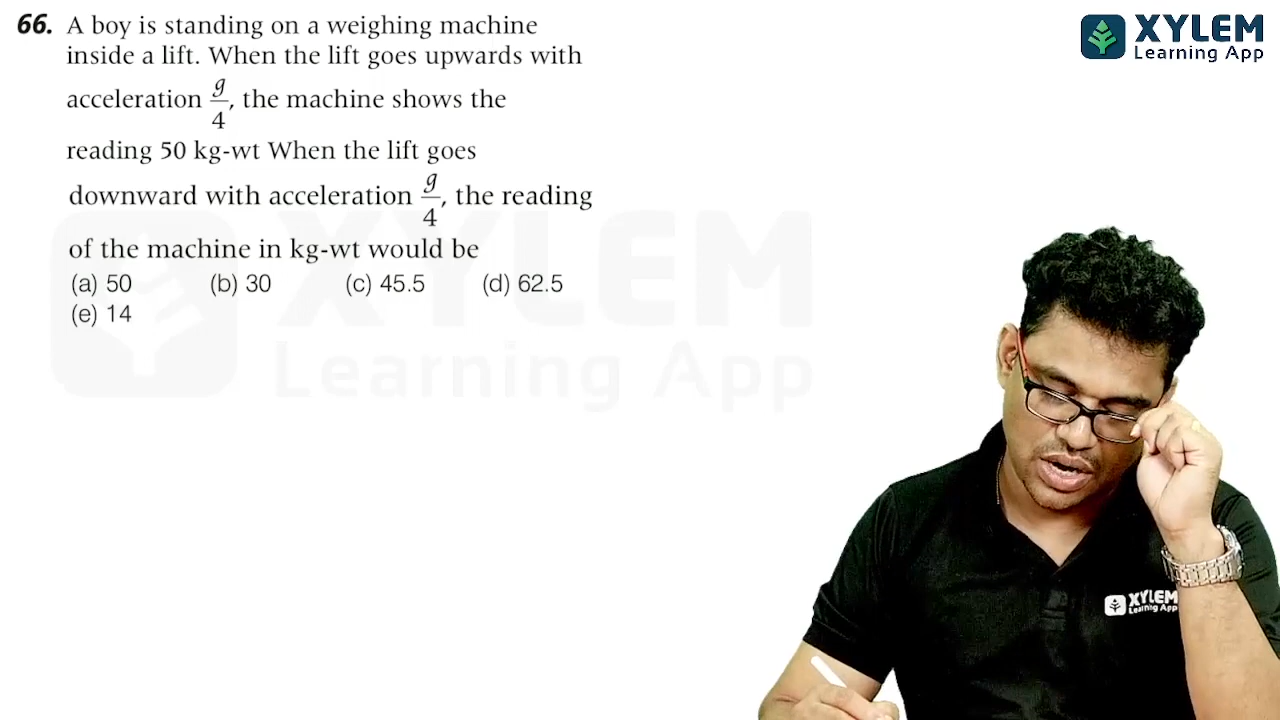 66. A boy is standing on a weighing machine
inside a lift. When the lift goes upwards with
acceleration g/4, the machine shows the
reading 50 kg-wt When the lift goes
downward with acceleration g/4, the reading
of the machine in kg-wt would be
(a) 50 (b) 30 (c) 45.5 (d) 62.5
(e) 14
XYLEM
Learning App
XYLEM
Learning App
XYLEM
Learning App